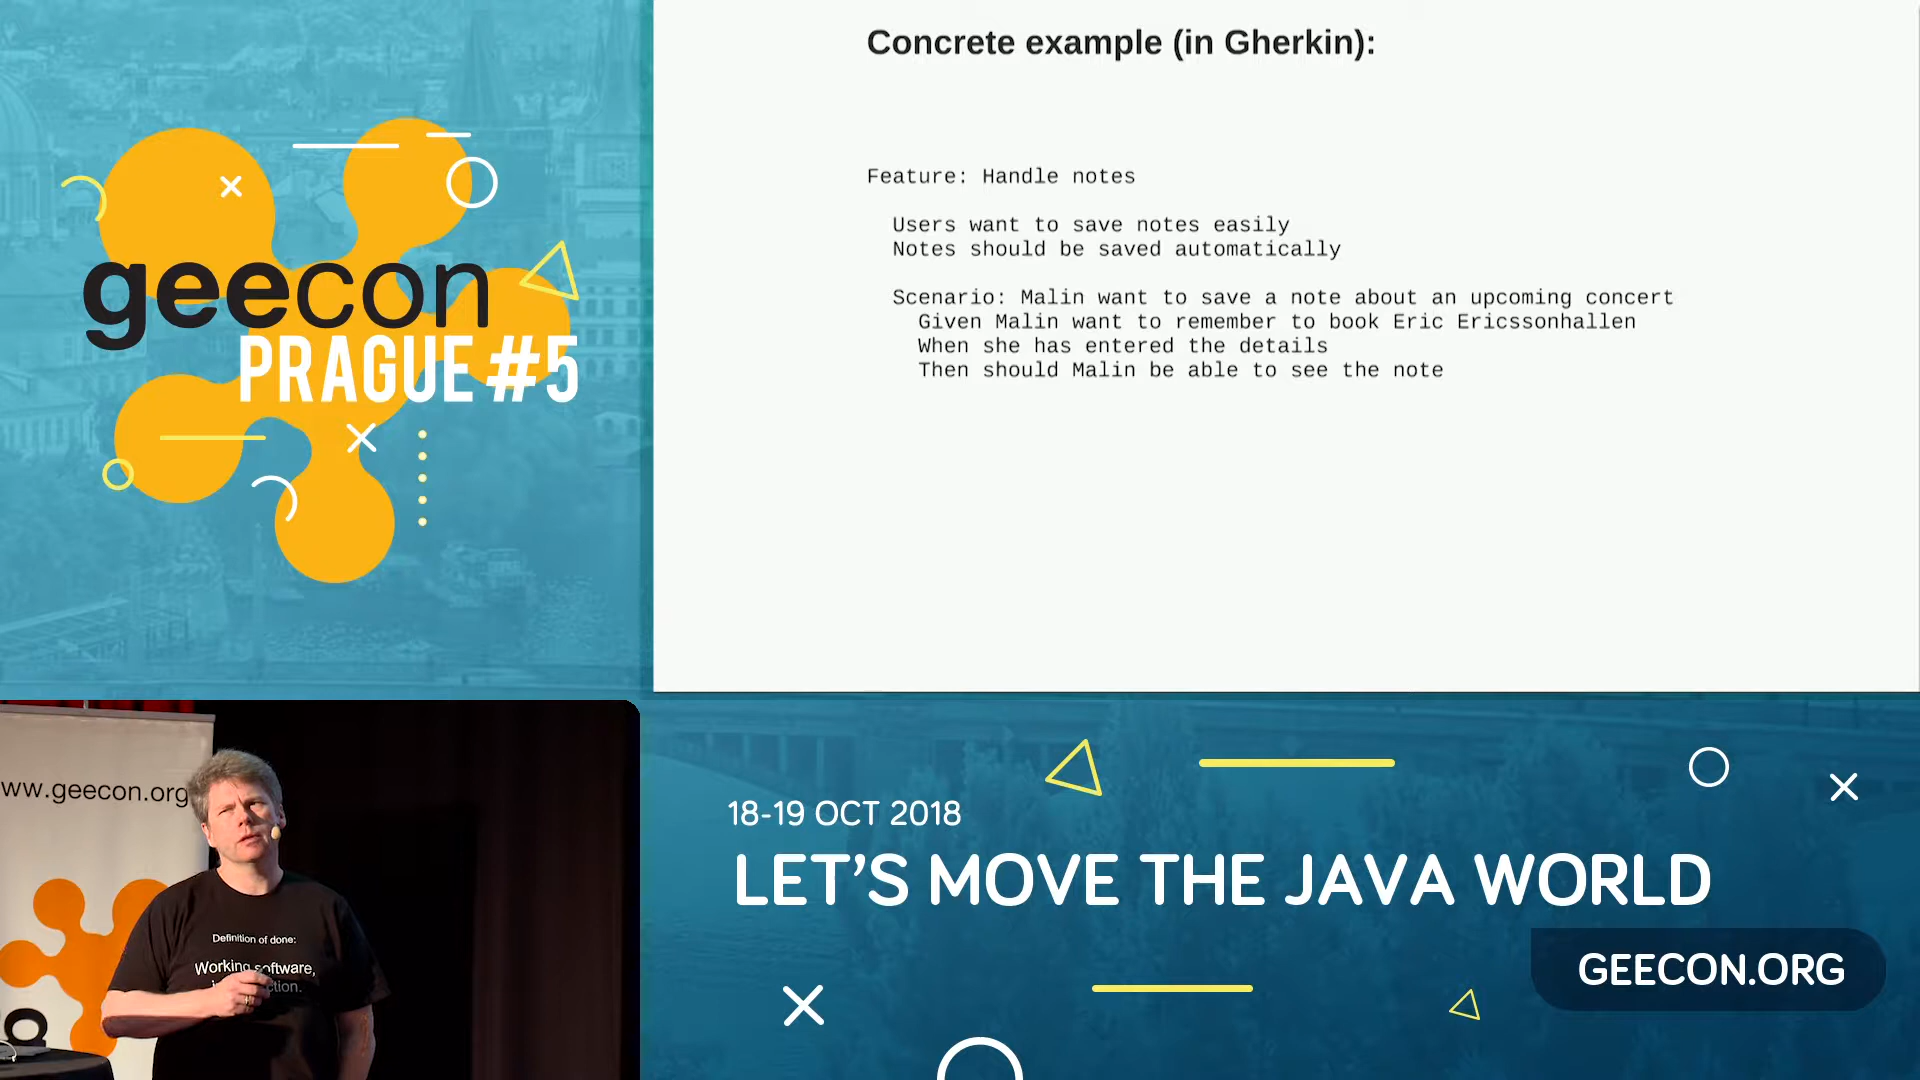 Concrete example (in Gherkin):
Feature: Handle notes
Users want to save notes easily
Notes should be saved automatically
Scenario: Malin want to save a note about an upcoming concert
Given Malin want to remember to book Eric Ericssonhallen
When she has entered the details
Then should Malin be able to see the note
geecon
PRAGUE #5
ww.geecon.org
Definition of done:
Working software,
18-19 OCT 2018
LET'S MOVE THE JAVA WORLD
GEECON.ORG